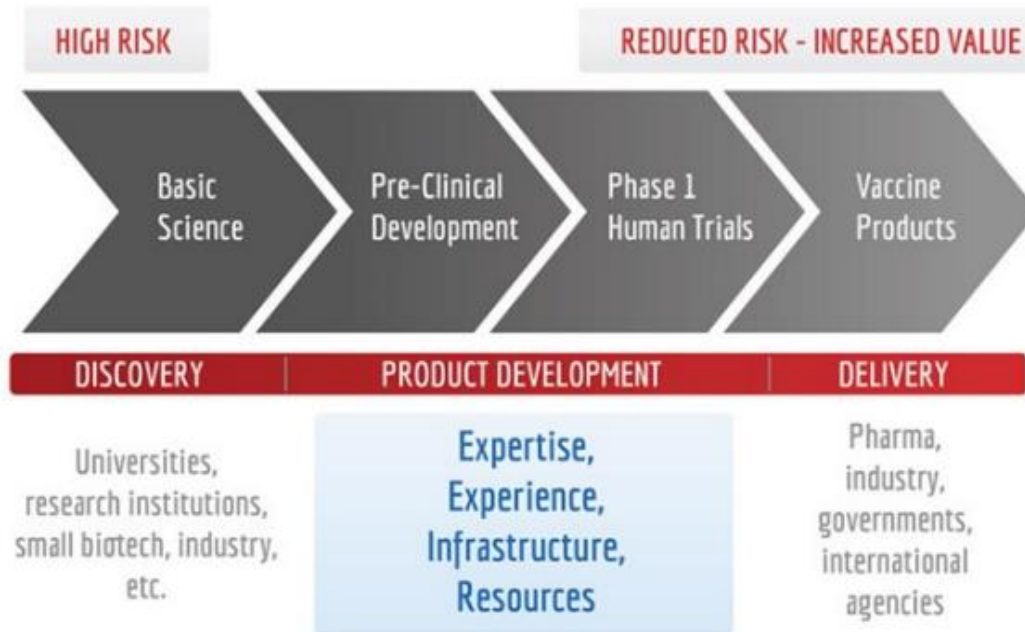 HIGH RISK
REDUCED RISK - INCREASED VALUE
Basic
Science
Pre-Clinical
Development
Phase 1
Human Trials
Vaccine
Products
DISCOVERY
PRODUCT DEVELOPMENT
DELIVERY
Universities,
research institutions,
small biotech, industry,
etc.
Expertise,
Experience,
Infrastructure,
Resources
Pharma,
industry,
governments,
international
agencies